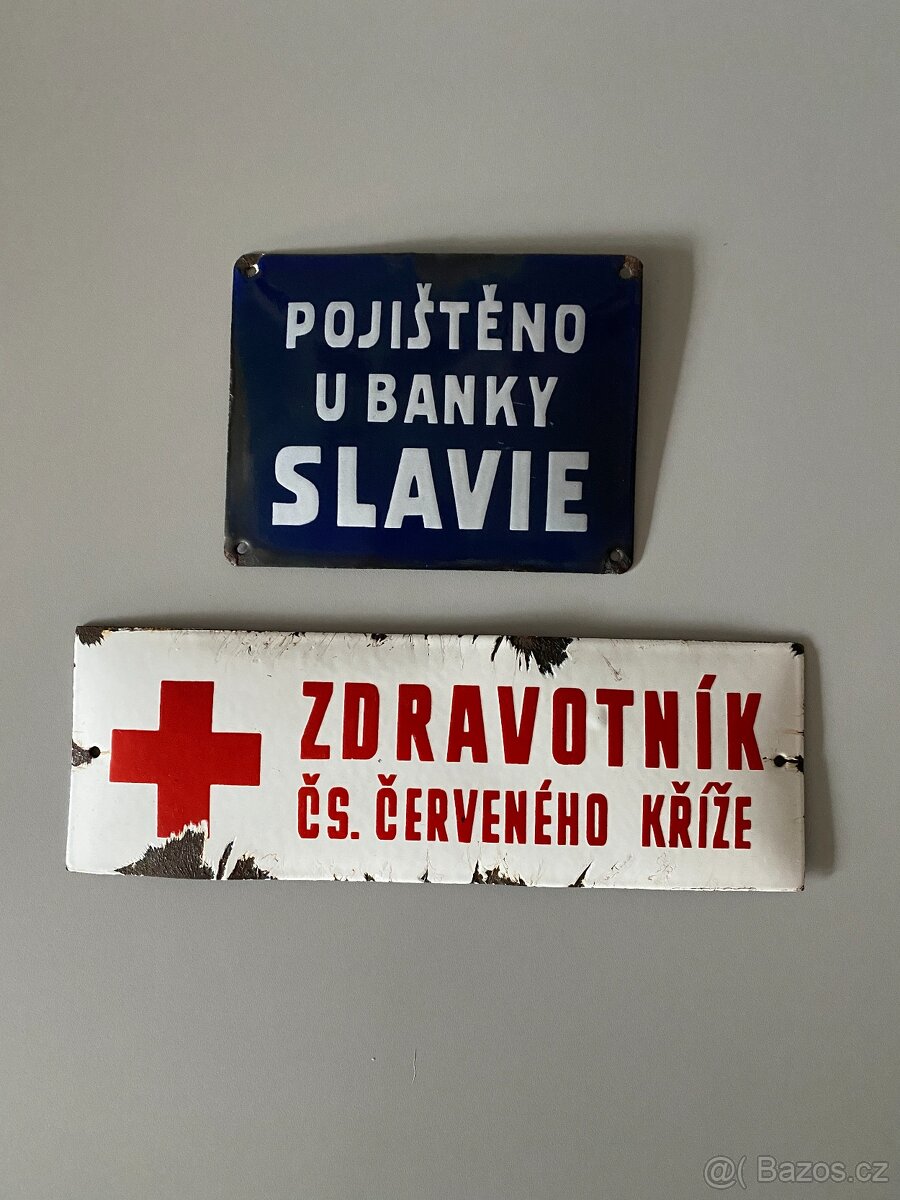 POJIŠTĚNO
U BANKY
SLAVIE
ZDRAVOTNÍK
ČS. ČERVENÉHO KŘÍŽE
@( Bazos.cz